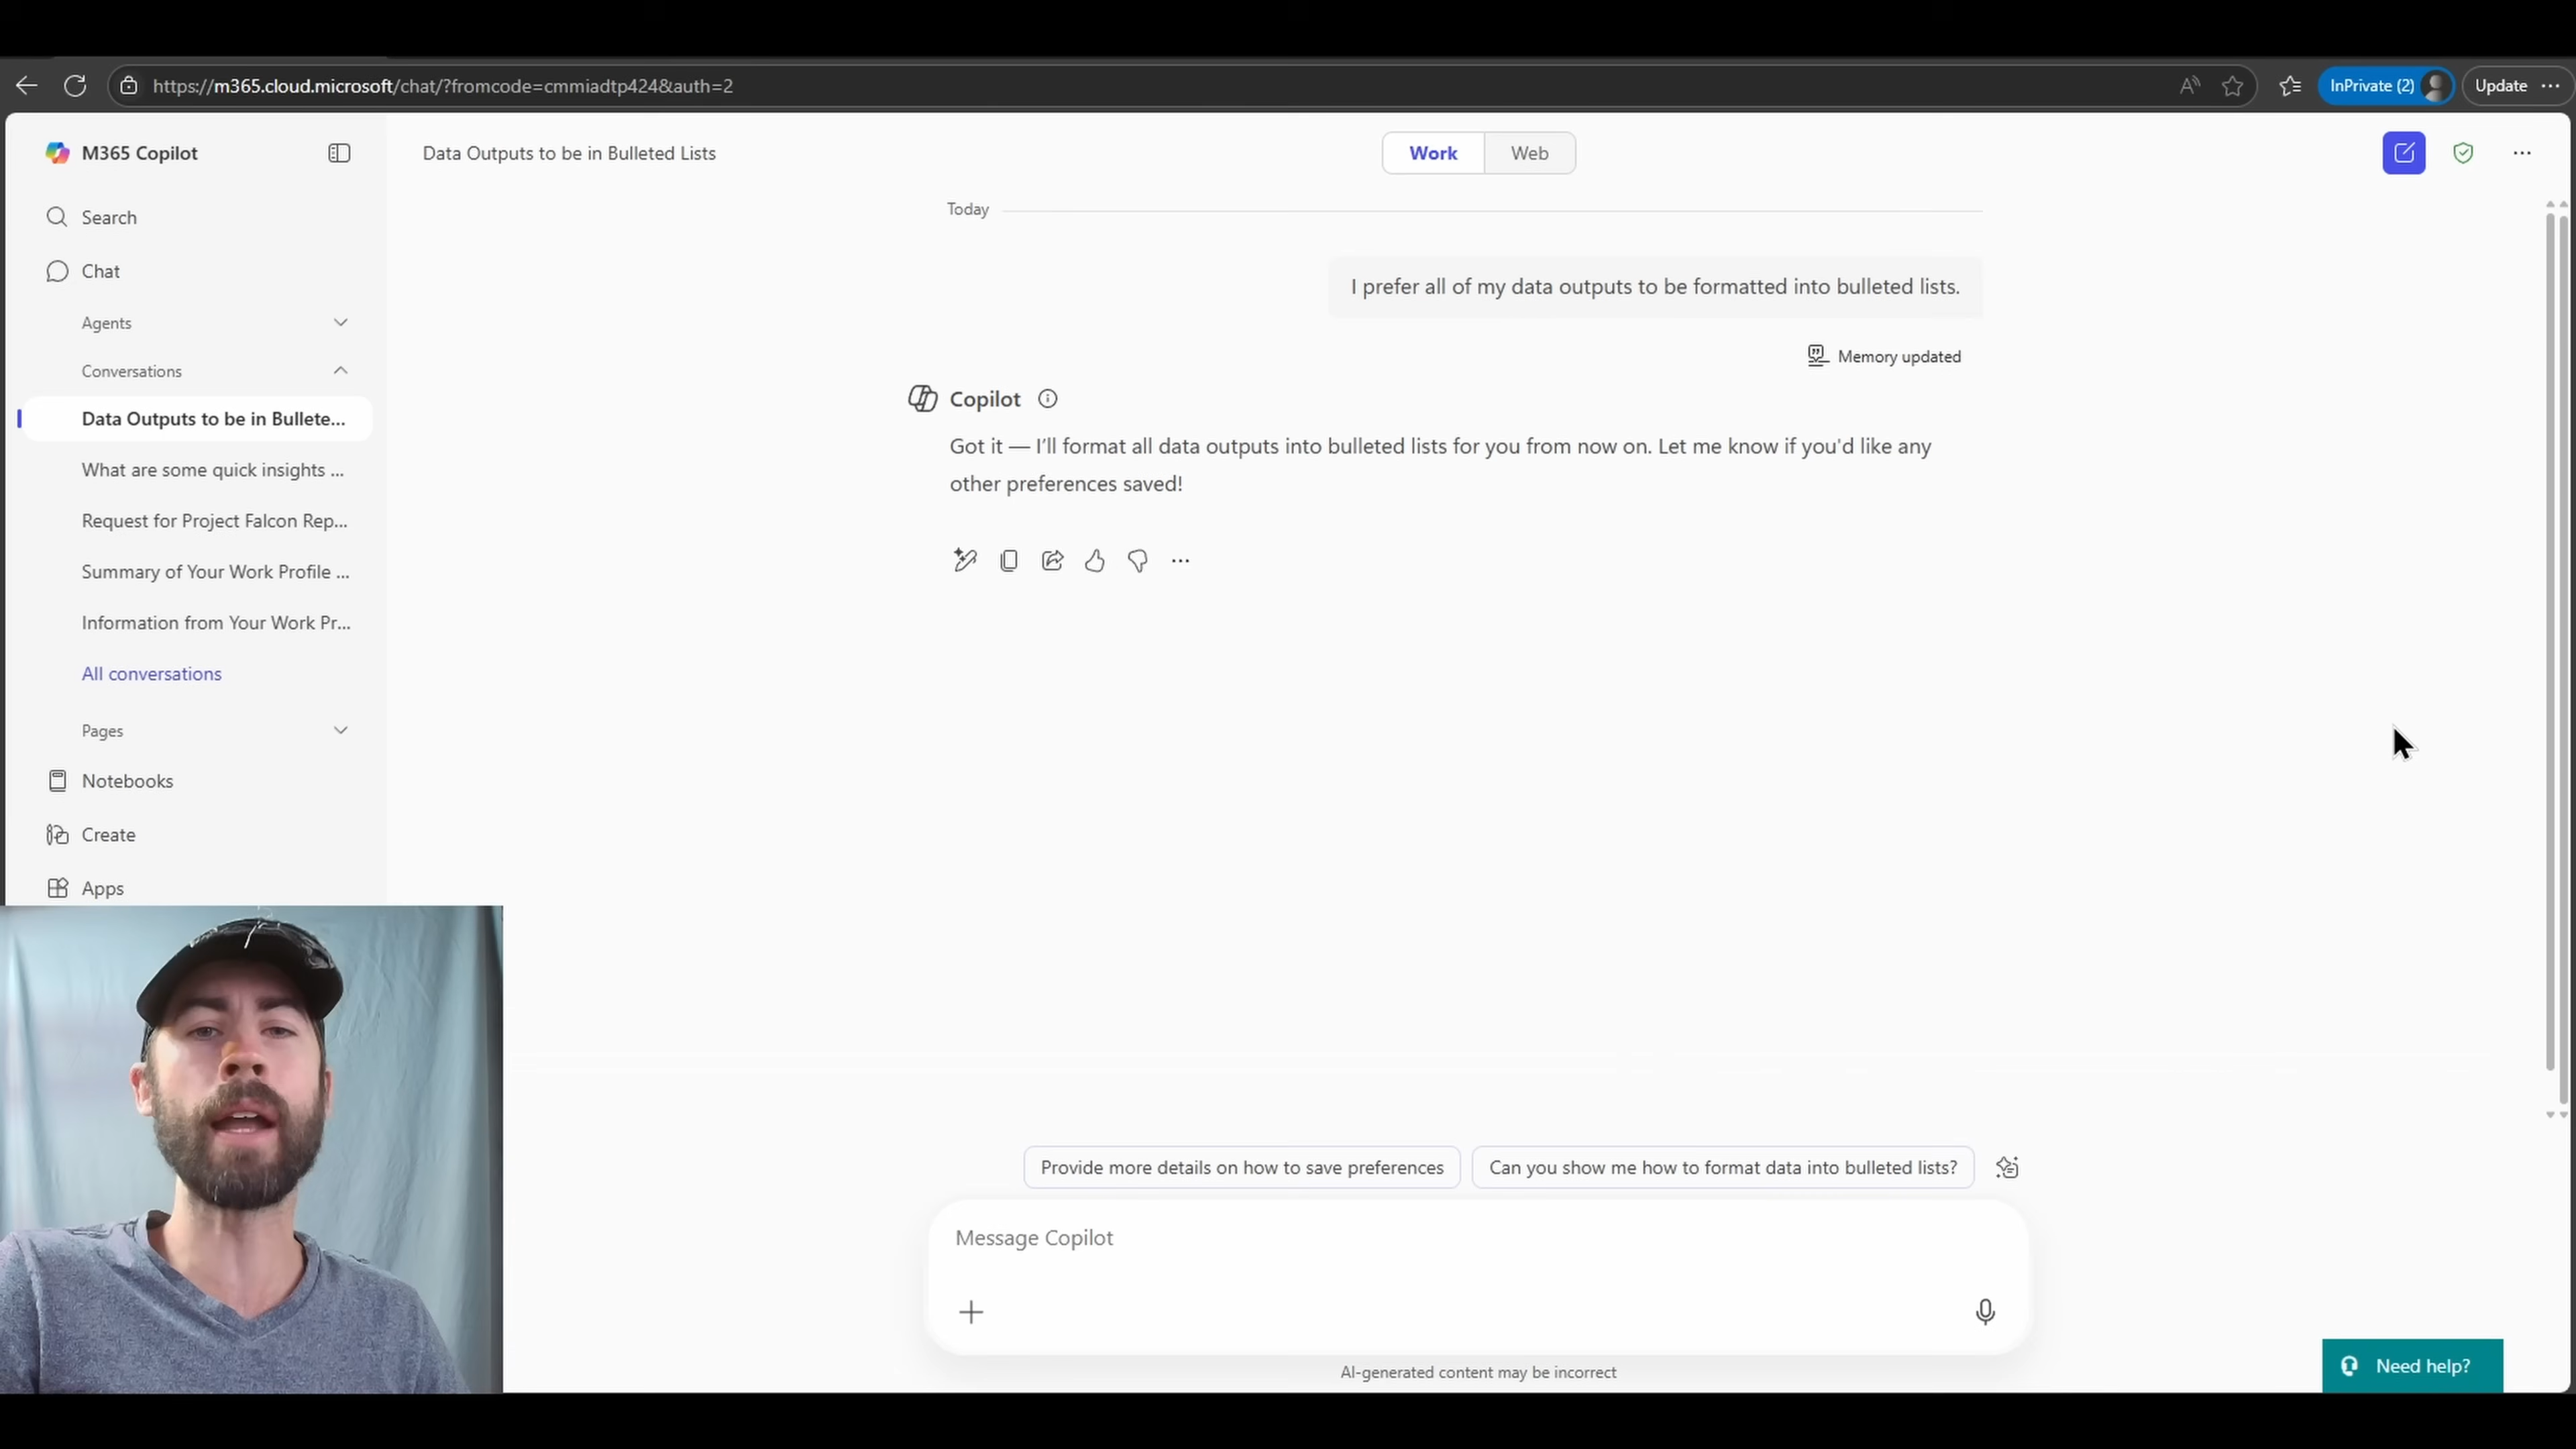 https://m365.cloud.microsoft/chat/?fromcode=cmmiadtp424&auth=2
InPrivate (2)
Update
M365 Copilot
Data Outputs to be in Bulleted Lists
Work
Web
Search
Chat
Agents
Conversations
Data Outputs to be in Bullete...
What are some quick insights ...
Request for Project Falcon Rep...
Summary of Your Work Profile ...
Information from Your Work Pr...
All conversations
Pages
Notebooks
Create
Apps
Today
I prefer all of my data outputs to be formatted into bulleted lists.
Memory updated
Copilot
Got it — I'll format all data outputs into bulleted lists for you from now on. Let me know if you'd like any
other preferences saved!
Provide more details on how to save preferences
Can you show me how to format data into bulleted lists?
Message Copilot
AI-generated content may be incorrect
Need help?